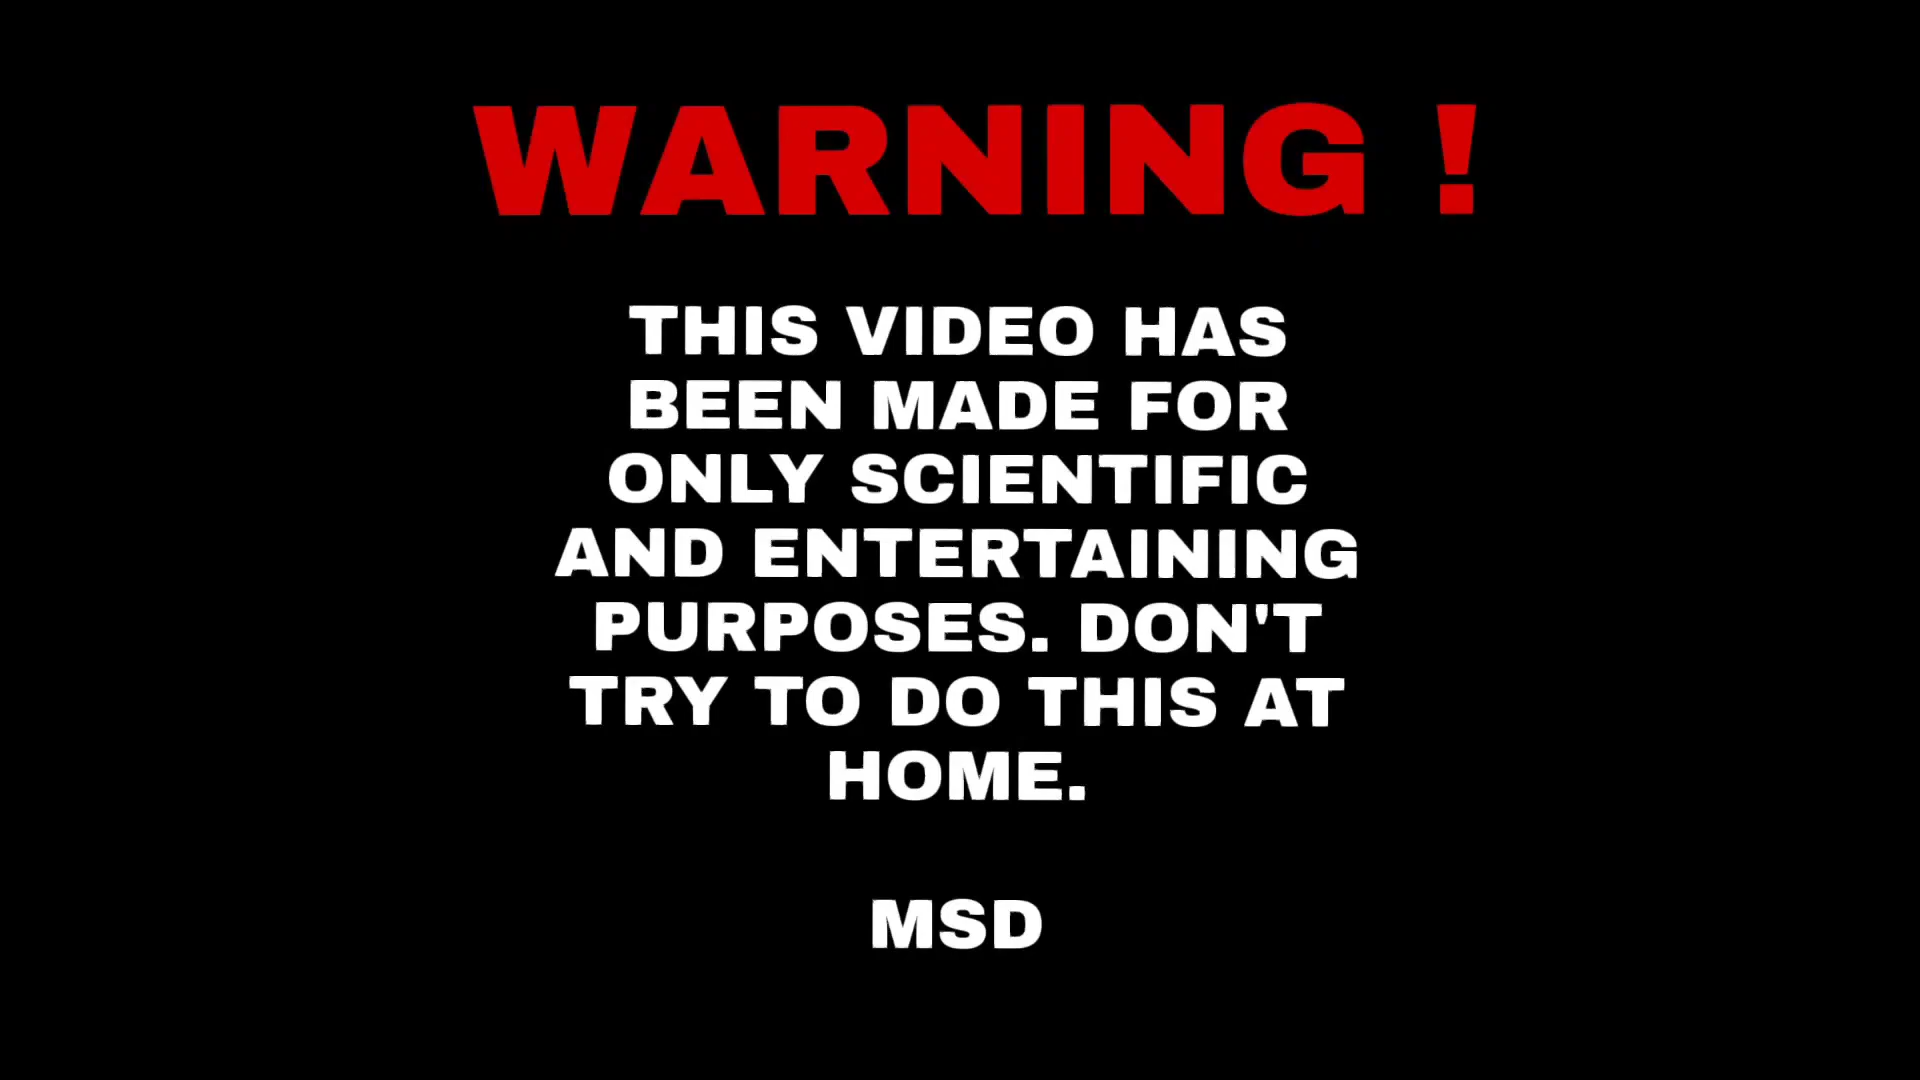 WARNING !
THIS VIDEO HAS
BEEN MADE FOR
ONLY SCIENTIFIC
AND ENTERTAINING
PURPOSES. DON'T
TRY TO DO THIS AT
HOME.
MSD